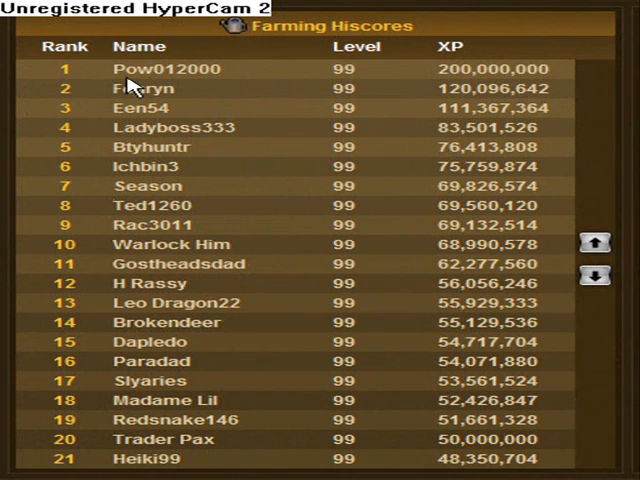 Unregistered HyperCam 2
Farming Hiscores
Rank Name Level XP
1 Pow012000 99 200,000,000
2 99 120,096,642
3 Een54 99 111,367,364
4 Ladyboss333 99 83,501,526
5 Btyhuntr 99 76,413,808
6 Ichbin3 99 75,759,874
7 Season 99 69,826,574
8 Ted1260 99 69,560,120
9 Rac3011 99 69,132,514
10 Warlock Him 99 68,990,578
11 Gostheadsdad 99 62,277,560
12 H Rassy 99 56,056,246
13 Leo Dragon22 99 55,929,333
14 Brokendeer 99 55,129,536
15 Dapledo 99 54,717,704
16 Paradad 99 54,071,880
17 Slyaries 99 53,561,524
18 Madame Lil 99 52,426,847
19 Redsnake146 99 51,661,328
20 Trader Pax 99 50,000,000
21 Heiki99 99 48,350,704